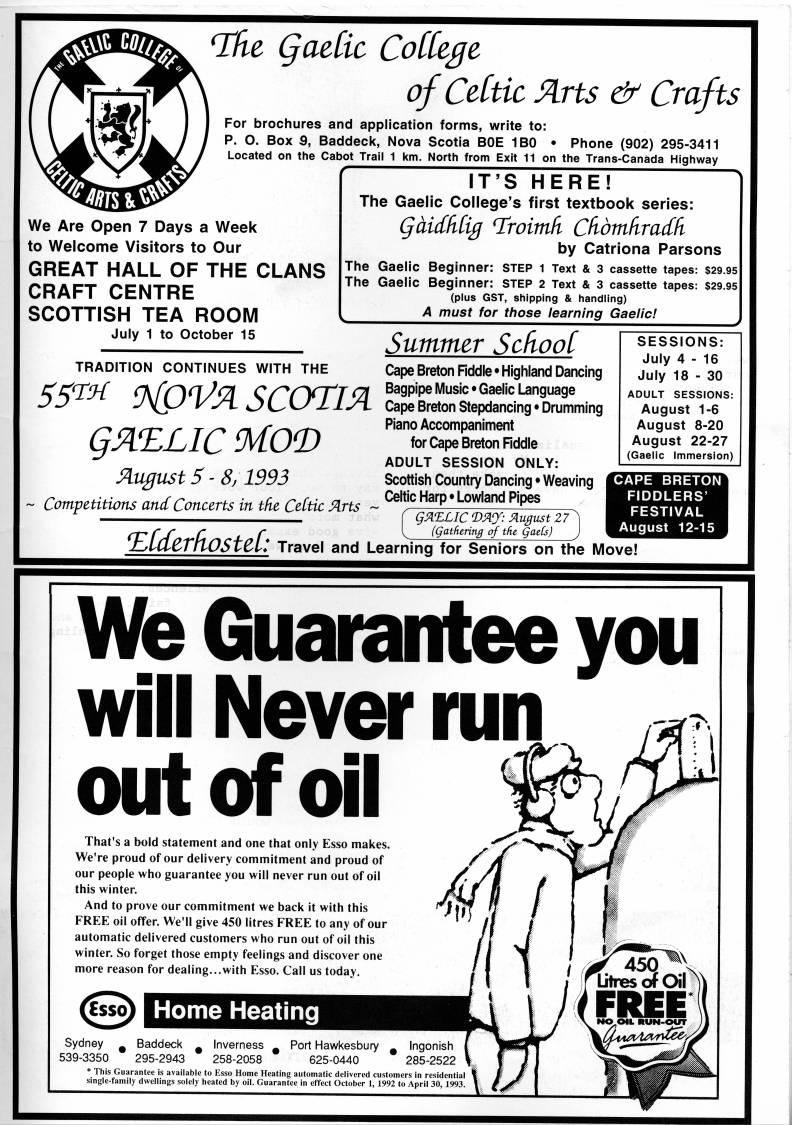 THE GAELIC COLLEGE OF
CELTIC ARTS & CRAFTS
The Gaelic College
of Celtic Arts & Crafts
For brochures and application forms, write to:
P. O. Box 9, Baddeck, Nova Scotia B0E 1B0 • Phone (902) 295-3411
Located on the Cabot Trail 1 km. North from Exit 11 on the Trans-Canada Highway
IT'S HERE!
The Gaelic College's first textbook series:
Gàidhlig Troimh Chòmhradh
by Catriona Parsons
The Gaelic Beginner: STEP 1 Text & 3 cassette tapes: $29.95
The Gaelic Beginner: STEP 2 Text & 3 cassette tapes: $29.95
(plus GST, shipping & handling)
A must for those learning Gaelic!
We Are Open 7 Days a Week
to Welcome Visitors to Our
GREAT HALL OF THE CLANS
CRAFT CENTRE
SCOTTISH TEA ROOM
July 1 to October 15
TRADITION CONTINUES WITH THE
55TH NOVA SCOTIA
GAELIC MOD
August 5 - 8, 1993
~ Competitions and Concerts in the Celtic Arts ~
Summer School
Cape Breton Fiddle • Highland Dancing
Bagpipe Music • Gaelic Language
Cape Breton Stepdancing • Drumming
Piano Accompaniment
for Cape Breton Fiddle
ADULT SESSION ONLY:
Scottish Country Dancing • Weaving
Celtic Harp • Lowland Pipes
GAELIC DAY: August 27
(Gathering of the Gaels)
SESSIONS:
July 4 - 16
July 18 - 30
ADULT SESSIONS:
August 1-6
August 8-20
August 22-27
(Gaelic Immersion)
CAPE BRETON
FIDDLERS'
FESTIVAL
August 12-15
Elderhostel: Travel and Learning for Seniors on the Move!
We Guarantee you
will Never run
out of oil
That's a bold statement and one that only Esso makes.
We're proud of our delivery commitment and proud of
our people who guarantee you will never run out of oil
this winter.
And to prove our commitment we back it with this
FREE oil offer. We'll give 450 litres FREE to any of our
automatic delivered customers who run out of oil this
winter. So forget those empty feelings and discover one
more reason for dealing...with Esso. Call us today.
450
Litres of Oil
FREE*
NO OIL RUN-OUT
Guarantee
Esso Home Heating
Sydney • Baddeck • Inverness • Port Hawkesbury • Ingonish
539-3350 295-2943 258-2058 625-0440 285-2522
* This Guarantee is available to Esso Home Heating automatic delivered customers in residential
single-family dwellings solely heated by oil. Guarantee in effect October 1, 1992 to April 30, 1993.